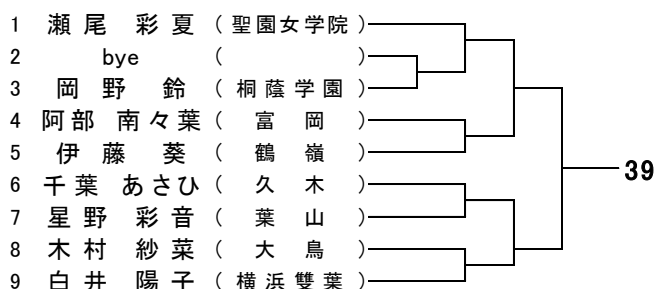 1 瀬尾 彩夏 ( 聖園女学院 )
2 bye ( )
3 岡野 鈴 ( 桐蔭学園 )
4 阿部 南々葉 ( 富岡 )
5 伊藤 葵 ( 鶴嶺 )
39
6 千葉 あさひ ( 久木 )
7 星野 彩音 ( 葉山 )
8 木村 紗菜 ( 大鳥 )
9 白井 陽子 ( 横浜雙葉 )